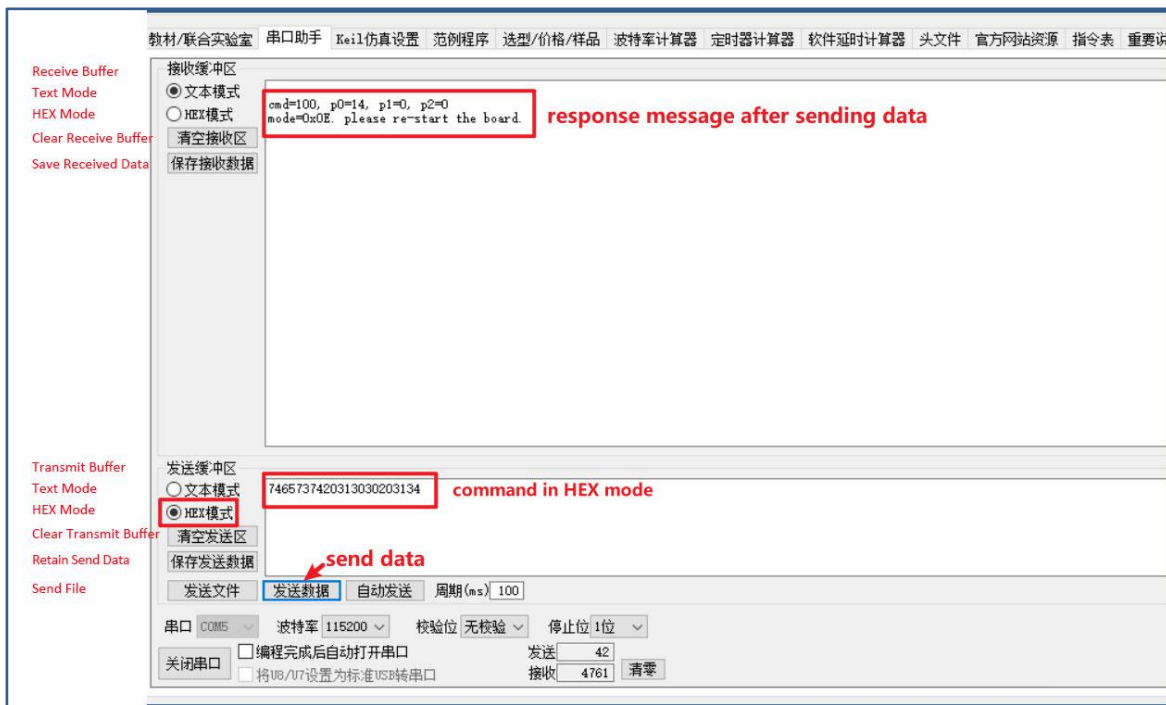 教材/联合实验室 串口助手 Keil仿真设置 范例程序 选型/价格/样品 波特率计算器 定时器计算器 软件延时计算器 头文件 官方网站资源 指令表 重要说
Receive Buffer 接收缓冲区
Text Mode 文本模式
HEX Mode HEX模式
Clear Receive Buffer 清空接收区
Save Received Data 保存接收数据
cmd=100, p0=14, p1=0, p2=0
mode=0x0E. please re-start the board.
response message after sending data
Transmit Buffer 发送缓冲区
Text Mode 文本模式 7465737420313030203134 command in HEX mode
HEX Mode HEX模式
Clear Transmit Buffer 清空发送区
Retain Send Data 保存发送数据 send data
Send File 发送文件 发送数据 自动发送 周期(ms) 100
串口 COM5 波特率 115200 校验位 无校验 停止位 1位
关闭串口 编程完成后自动打开串口 发送 42
将U8/U7设置为标准USB转串口 接收 4761 清零